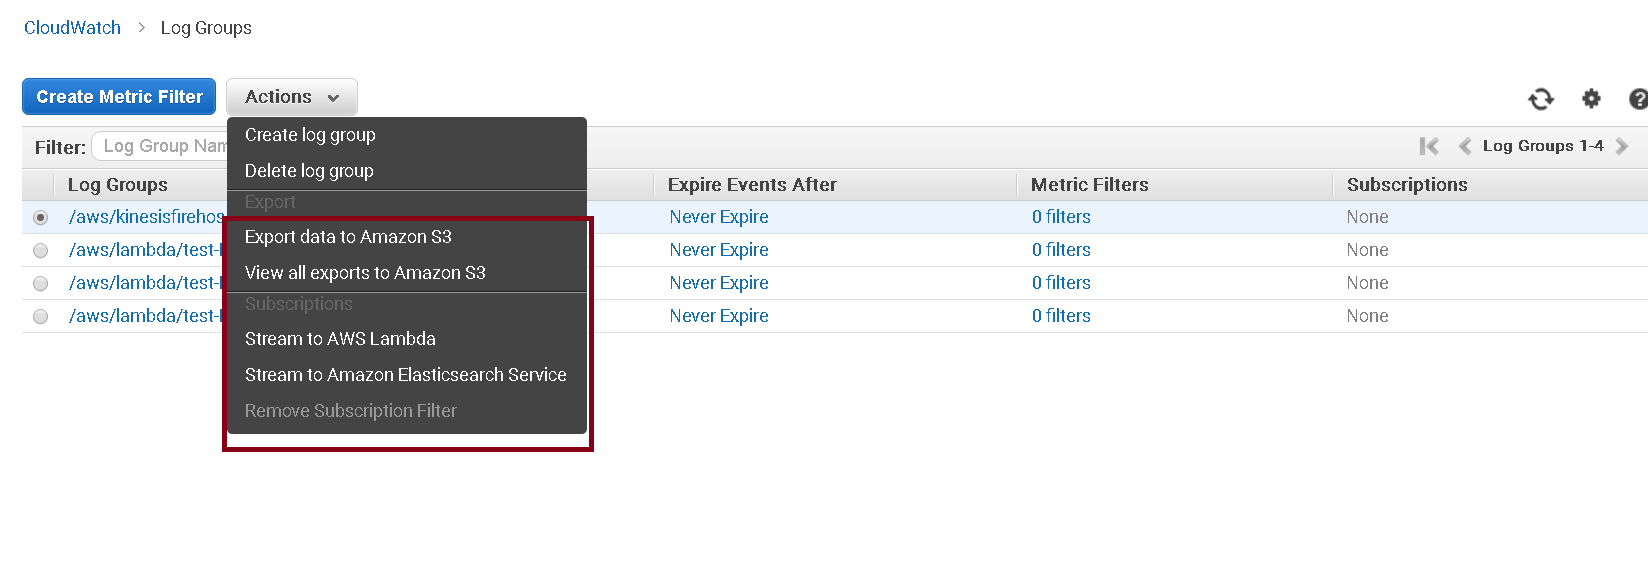 CloudWatch > Log Groups
Create Metric Filter Actions
Filter: Log Group Nam Log Groups 1-4
Create log group
Delete log group
Log Groups Expire Events After Metric Filters Subscriptions
Export
/aws/kinesisfirehos Never Expire 0 filters None
Export data to Amazon S3
/aws/lambda/test- Never Expire 0 filters None
View all exports to Amazon S3
/aws/lambda/test- Never Expire 0 filters None
Subscriptions
/aws/lambda/test- Never Expire 0 filters None
Stream to AWS Lambda
Stream to Amazon Elasticsearch Service
Remove Subscription Filter